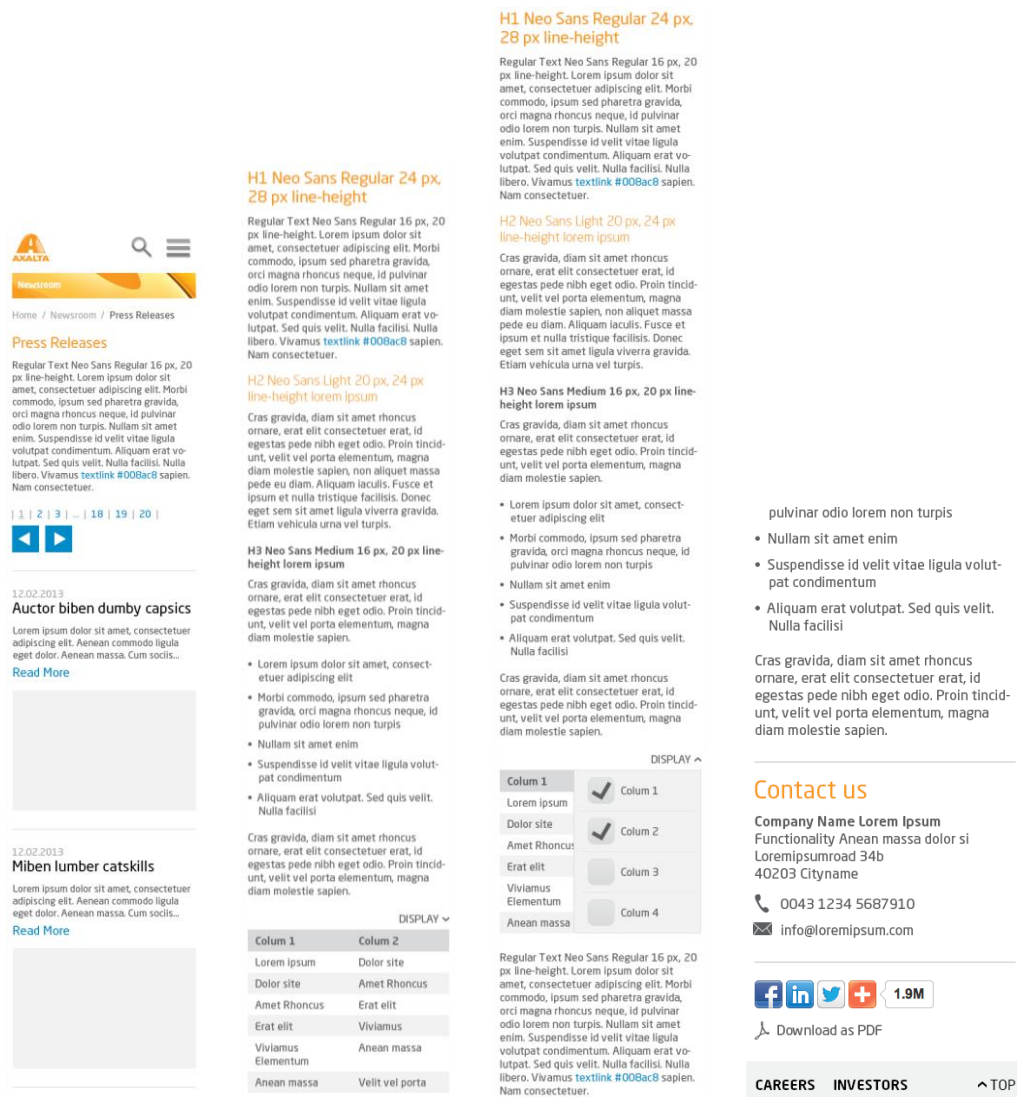 AXALTA
Newsroom
Home / Newsroom / Press Releases
Press Releases
Regular Text Neo Sans Regular 16 px, 20
px line-height. Lorem ipsum dolor sit
amet, consectetuer adipiscing elit. Morbi
commodo, ipsum sed pharetra gravida,
orci magna rhoncus neque, id pulvinar
odio lorem non turpis. Nullam sit amet
enim. Suspendisse id velit vitae ligula
volutpat condimentum. Aliquam erat vo-
lutpat. Sed quis velit. Nulla facilisi. Nulla
libero. Vivamus textlink #008ac8 sapien.
Nam consectetuer.
| 1 | 2 | 3 | ... | 18 | 19 | 20 |
12.02.2013
Auctor biben dumby capsics
Lorem ipsum dolor sit amet, consectetuer
adipiscing elit. Aenean commodo ligula
eget dolor. Aenean massa. Cum sociis...
Read More
12.02.2013
Miben lumber catskills
Lorem ipsum dolor sit amet, consectetuer
adipiscing elit. Aenean commodo ligula
eget dolor. Aenean massa. Cum sociis...
Read More
H1 Neo Sans Regular 24 px,
28 px line-height
Regular Text Neo Sans Regular 16 px, 20
px line-height. Lorem ipsum dolor sit
amet, consectetuer adipiscing elit. Morbi
commodo, ipsum sed pharetra gravida,
orci magna rhoncus neque, id pulvinar
odio lorem non turpis. Nullam sit amet
enim. Suspendisse id velit vitae ligula
volutpat condimentum. Aliquam erat vo-
lutpat. Sed quis velit. Nulla facilisi. Nulla
libero. Vivamus textlink #008ac8 sapien.
Nam consectetuer.
H2 Neo Sans Light 20 px, 24 px
line-height lorem ipsum
Cras gravida, diam sit amet rhoncus
ornare, erat elit consectetuer erat, id
egestas pede nibh eget odio. Proin tincid-
unt, velit vel porta elementum, magna
diam molestie sapien, non aliquet massa
pede eu diam. Aliquam iaculis. Fusce et
ipsum et nulla tristique facilisis. Donec
eget sem sit amet ligula viverra gravida.
Etiam vehicula urna vel turpis.
H3 Neo Sans Medium 16 px, 20 px line-
height lorem ipsum
Cras gravida, diam sit amet rhoncus
ornare, erat elit consectetuer erat, id
egestas pede nibh eget odio. Proin tincid-
unt, velit vel porta elementum, magna
diam molestie sapien.
• Lorem ipsum dolor sit amet, consect-
etuer adipiscing elit
• Morbi commodo, ipsum sed pharetra
gravida, orci magna rhoncus neque, id
pulvinar odio lorem non turpis
• Nullam sit amet enim
• Suspendisse id velit vitae ligula volut-
pat condimentum
• Aliquam erat volutpat. Sed quis velit.
Nulla facilisi
Cras gravida, diam sit amet rhoncus
ornare, erat elit consectetuer erat, id
egestas pede nibh eget odio. Proin tincid-
unt, velit vel porta elementum, magna
diam molestie sapien.
DISPLAY
Colum 1 Colum 2
Lorem ipsum Dolor site
Dolor site Amet Rhoncus
Amet Rhoncus Erat elit
Erat elit Viviamus
Viviamus Anean massa
Elementum
Anean massa Velit vel porta
H1 Neo Sans Regular 24 px,
28 px line-height
Regular Text Neo Sans Regular 16 px, 20
px line-height. Lorem ipsum dolor sit
amet, consectetuer adipiscing elit. Morbi
commodo, ipsum sed pharetra gravida,
orci magna rhoncus neque, id pulvinar
odio lorem non turpis. Nullam sit amet
enim. Suspendisse id velit vitae ligula
volutpat condimentum. Aliquam erat vo-
lutpat. Sed quis velit. Nulla facilisi. Nulla
libero. Vivamus textlink #008ac8 sapien.
Nam consectetuer.
H2 Neo Sans Light 20 px, 24 px
line-height lorem ipsum
Cras gravida, diam sit amet rhoncus
ornare, erat elit consectetuer erat, id
egestas pede nibh eget odio. Proin tincid-
unt, velit vel porta elementum, magna
diam molestie sapien, non aliquet massa
pede eu diam. Aliquam iaculis. Fusce et
ipsum et nulla tristique facilisis. Donec
eget sem sit amet ligula viverra gravida.
Etiam vehicula urna vel turpis.
H3 Neo Sans Medium 16 px, 20 px line-
height lorem ipsum
Cras gravida, diam sit amet rhoncus
ornare, erat elit consectetuer erat, id
egestas pede nibh eget odio. Proin tincid-
unt, velit vel porta elementum, magna
diam molestie sapien.
• Lorem ipsum dolor sit amet, consect-
etuer adipiscing elit
• Morbi commodo, ipsum sed pharetra
gravida, orci magna rhoncus neque, id
pulvinar odio lorem non turpis
• Nullam sit amet enim
• Suspendisse id velit vitae ligula volut-
pat condimentum
• Aliquam erat volutpat. Sed quis velit.
Nulla facilisi
Cras gravida, diam sit amet rhoncus
ornare, erat elit consectetuer erat, id
egestas pede nibh eget odio. Proin tincid-
unt, velit vel porta elementum, magna
diam molestie sapien.
DISPLAY
Colum 1
Lorem ipsum
Dolor site
Amet Rhoncus
Erat elit
Viviamus
Elementum
Anean massa
Colum 1
Colum 2
Colum 3
Colum 4
Regular Text Neo Sans Regular 16 px, 20
px line-height. Lorem ipsum dolor sit
amet, consectetuer adipiscing elit. Morbi
commodo, ipsum sed pharetra gravida,
orci magna rhoncus neque, id pulvinar
odio lorem non turpis. Nullam sit amet
enim. Suspendisse id velit vitae ligula
volutpat condimentum. Aliquam erat vo-
lutpat. Sed quis velit. Nulla facilisi. Nulla
libero. Vivamus textlink #008ac8 sapien.
Nam consectetuer.
pulvinar odio lorem non turpis
• Nullam sit amet enim
• Suspendisse id velit vitae ligula volut-
pat condimentum
• Aliquam erat volutpat. Sed quis velit.
Nulla facilisi
Cras gravida, diam sit amet rhoncus
ornare, erat elit consectetuer erat, id
egestas pede nibh eget odio. Proin tincid-
unt, velit vel porta elementum, magna
diam molestie sapien.
Contact us
Company Name Lorem Ipsum
Functionality Anean massa dolor si
Loremipsumroad 34b
40203 Cityname
0043 1234 5687910
info@loremipsum.com
f in + 1.9M
Download as PDF
CAREERS INVESTORS TOP